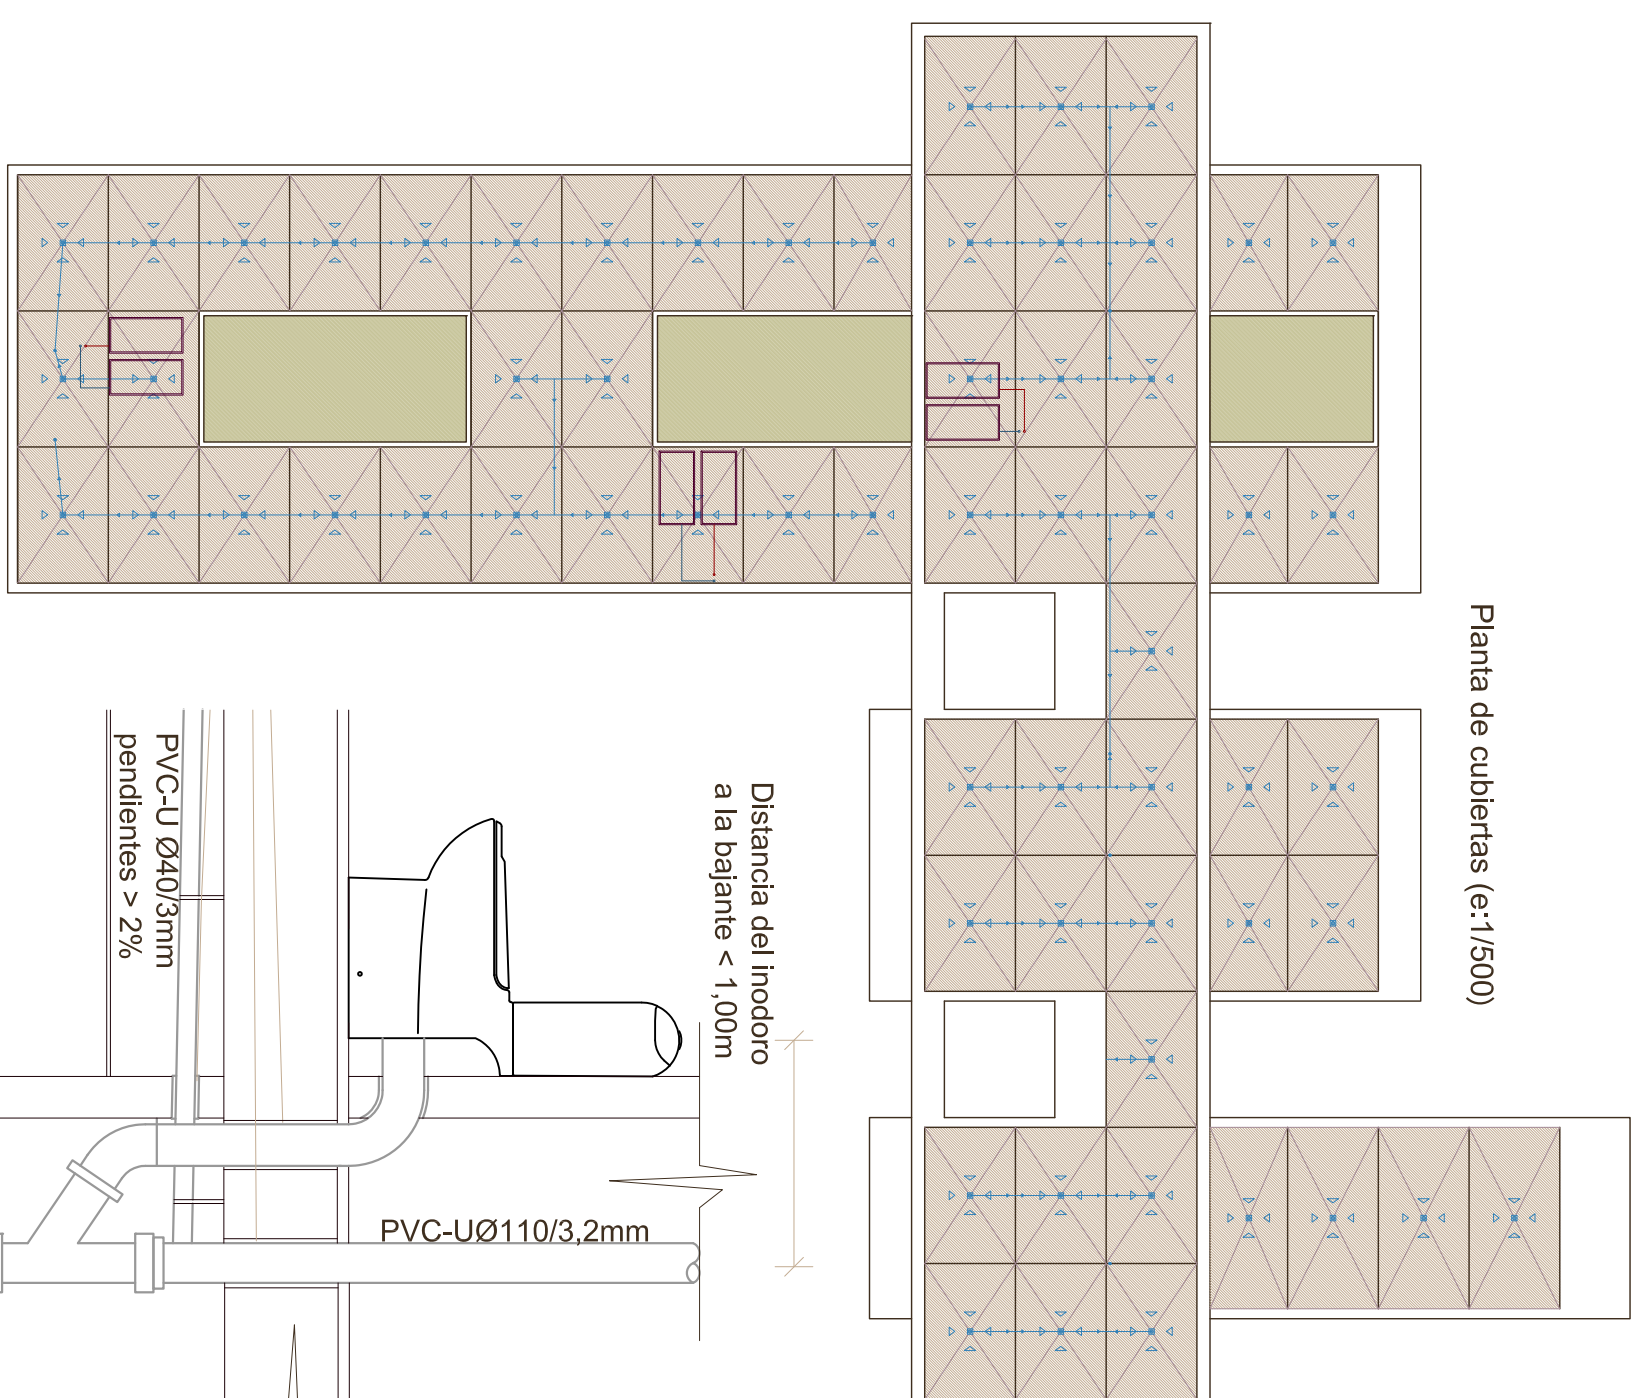 Planta de cubiertas (e:1/500)
Distancia del inodoro
a la bajante < 1,00m
PVC-U Ø40/3mm
pendientes > 2%
PVC-UØ110/3,2mm